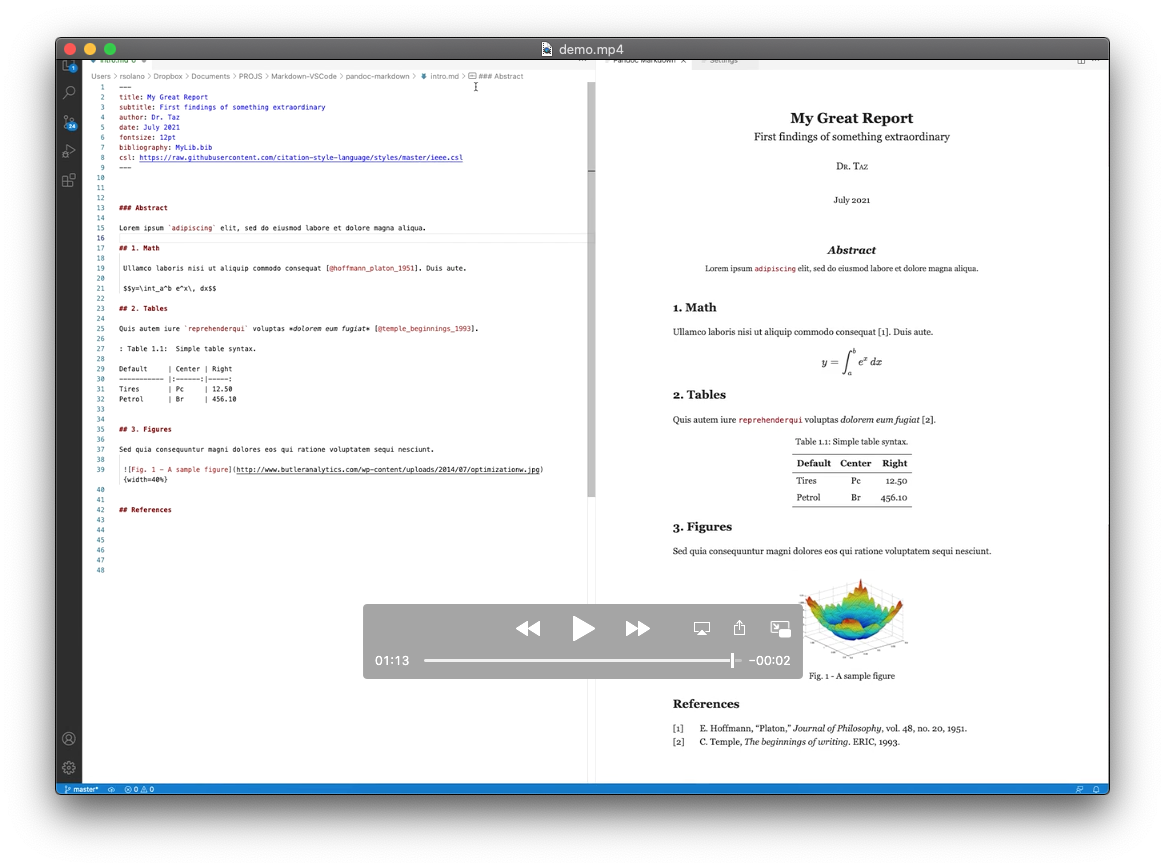 demo.mp4
intro.md 6
Pandoc Markdown
Settings
1
Users > rsolano > Dropbox > Documents > PROJS > Markdown-VSCode > pandoc-markdown > intro.md > ### Abstract
24
1 ---
2 title: My Great Report
3 subtitle: First findings of something extraordinary
4 author: Dr. Taz
5 date: July 2021
6 fontsize: 12pt
7 bibliography: MyLib.bib
8 csl: https://raw.githubusercontent.com/citation-style-language/styles/master/ieee.csl
9 ---
10
11
12
13 ### Abstract
14
15 Lorem ipsum `adipiscing` elit, sed do eiusmod labore et dolore magna aliqua.
16
17 ## 1. Math
18
19 Ullamco laboris nisi ut aliquip commodo consequat [@hoffmann_platon_1951]. Duis aute.
20
21 $$y=\int_a^b e^x\, dx$$
22
23 ## 2. Tables
24
25 Quis autem iure `reprehenderqui` voluptas *dolorem eum fugiat* [@temple_beginnings_1993].
26
27 : Table 1.1:  Simple table syntax.
28
29 Default | Center | Right
30 ----------- |:------:|-----:
31 Tires | Pc | 12.50
32 Petrol | Br | 456.10
33
34
35 ## 3. Figures
36
37 Sed quia consequuntur magni dolores eos qui ratione voluptatem sequi nesciunt.
38
39 ![Fig. 1 - A sample figure](http://www.butleranalytics.com/wp-content/uploads/2014/07/optimizationw.jpg)
{width=40%}
40
41
42 ## References
43
44
45
46
47
48
My Great Report
First findings of something extraordinary
Dr. Taz
July 2021
Abstract
Lorem ipsum adipiscing elit, sed do eiusmod labore et dolore magna aliqua.
1. Math
Ullamco laboris nisi ut aliquip commodo consequat [1]. Duis aute.
y = ∫_a^b e^x dx
2. Tables
Quis autem iure reprehenderqui voluptas dolorem eum fugiat [2].
Table 1.1: Simple table syntax.
Default Center Right
Tires Pc 12.50
Petrol Br 456.10
3. Figures
Sed quia consequuntur magni dolores eos qui ratione voluptatem sequi nesciunt.
Fig. 1 - A sample figure
References
[1] E. Hoffmann, “Platon,” Journal of Philosophy, vol. 48, no. 20, 1951.
[2] C. Temple, The beginnings of writing. ERIC, 1993.
01:13
-00:02
master*
0
0